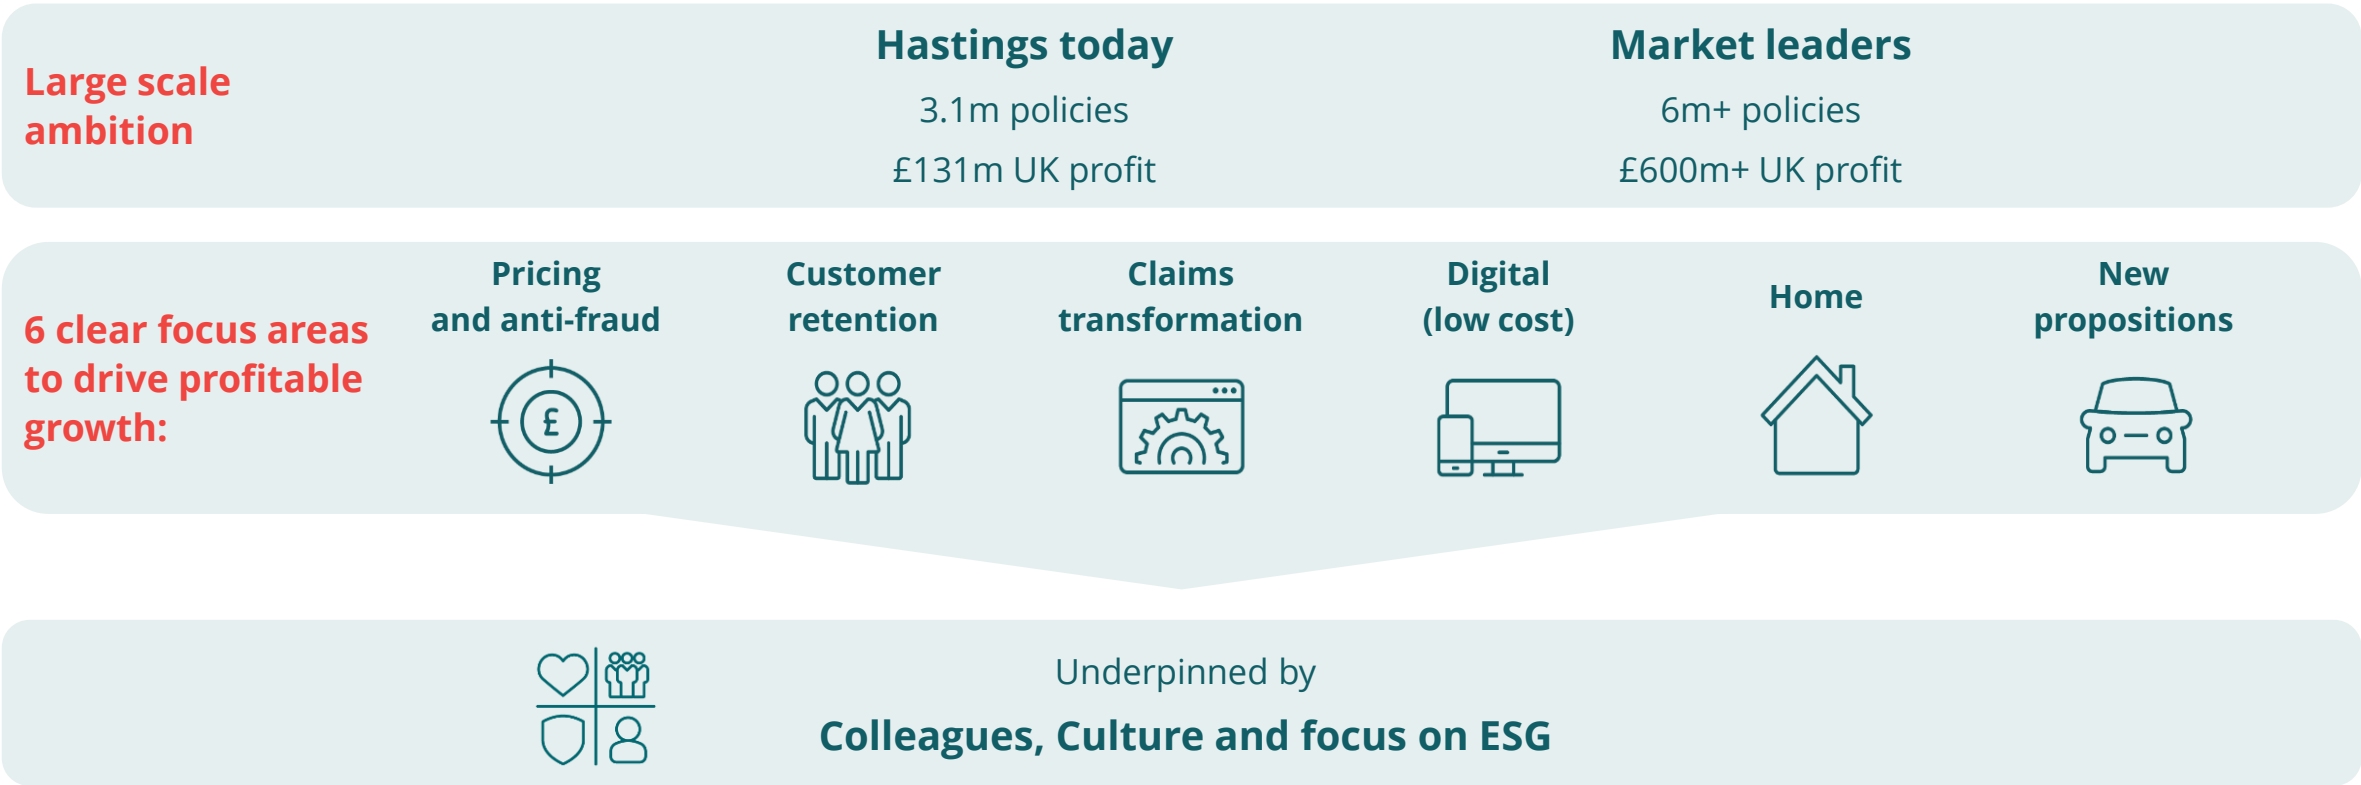 Large scale
ambition
Hastings today
3.1m policies
£131m UK profit
Market leaders
6m+ policies
£600m+ UK profit
6 clear focus areas
to drive profitable
growth:
Pricing
and anti-fraud
£
Customer
retention
Claims
transformation
Digital
(low cost)
Home
New
propositions
Underpinned by
Colleagues, Culture and focus on ESG